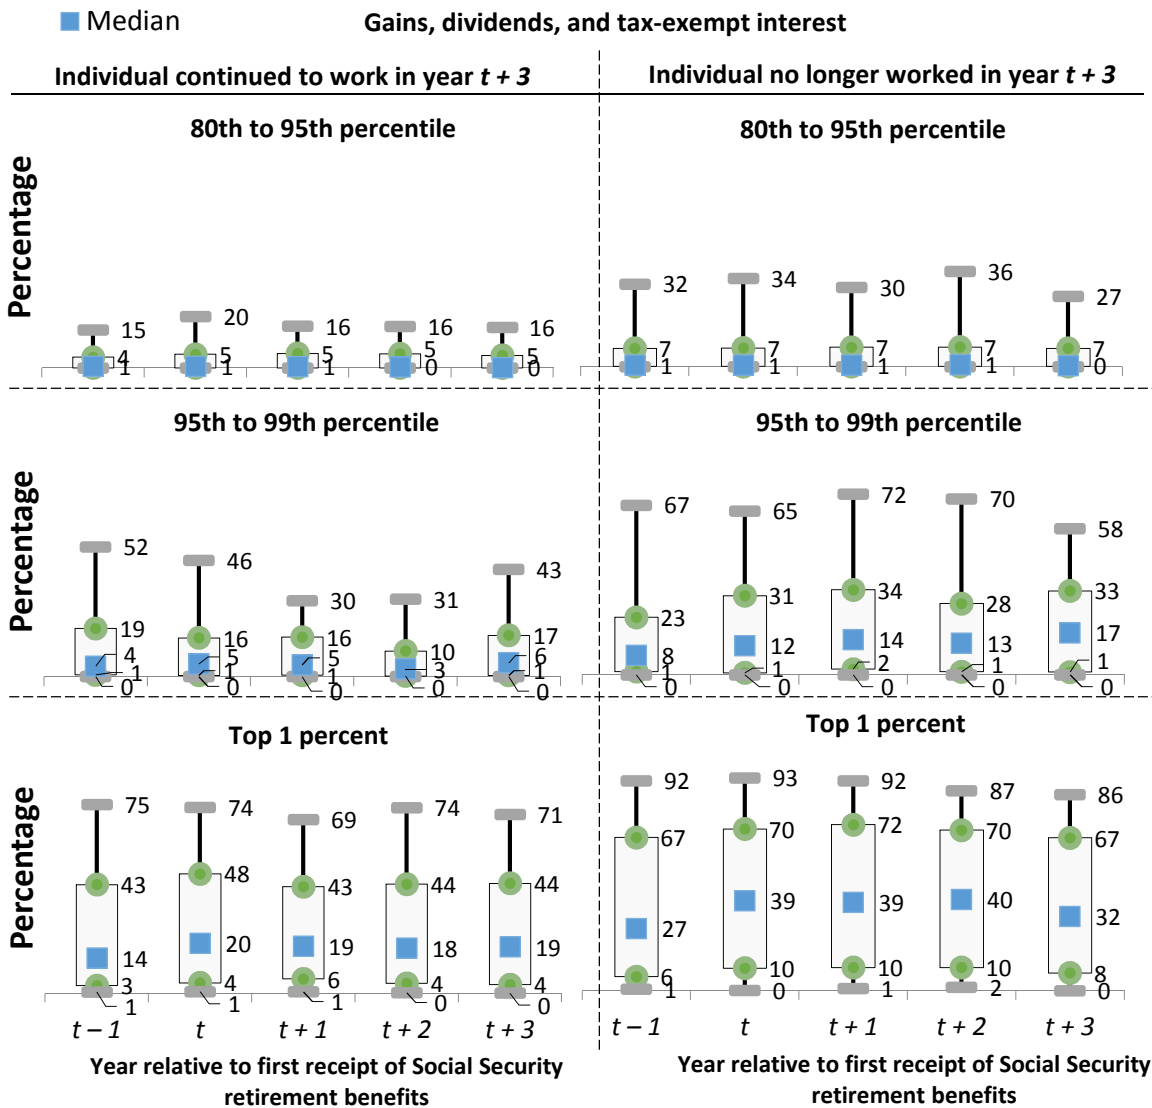 Median
Gains, dividends, and tax-exempt interest
Individual continued to work in year t + 3
Individual no longer worked in year t + 3
80th to 95th percentile
80th to 95th percentile
Percentage
15 20 16 16 16
4 5 5 5 5
1 1 1 0 0
32 34 30 36 27
7 7 7 7 7
1 1 1 1 0
95th to 99th percentile
95th to 99th percentile
Percentage
52 46 30 31 43
19 16 16 10 17
4 5 5 3 6
1 1 1 0 1
0 0 0 0
67 65 72 70 58
23 31 34 28 33
8 12 14 13 17
1 1 2 1 1
0 0 0 0 0
Top 1 percent
Top 1 percent
Percentage
75 74 69 74 71
43 48 43 44 44
14 20 19 18 19
3 4 6 4 4
1 1 1 0 0
92 93 92 87 86
67 70 72 70 67
27 39 39 40 32
6 10 10 10 8
1 0 1 2 0
t – 1 t t + 1 t + 2 t + 3
t – 1 t t + 1 t + 2 t + 3
Year relative to first receipt of Social Security
retirement benefits
Year relative to first receipt of Social Security
retirement benefits